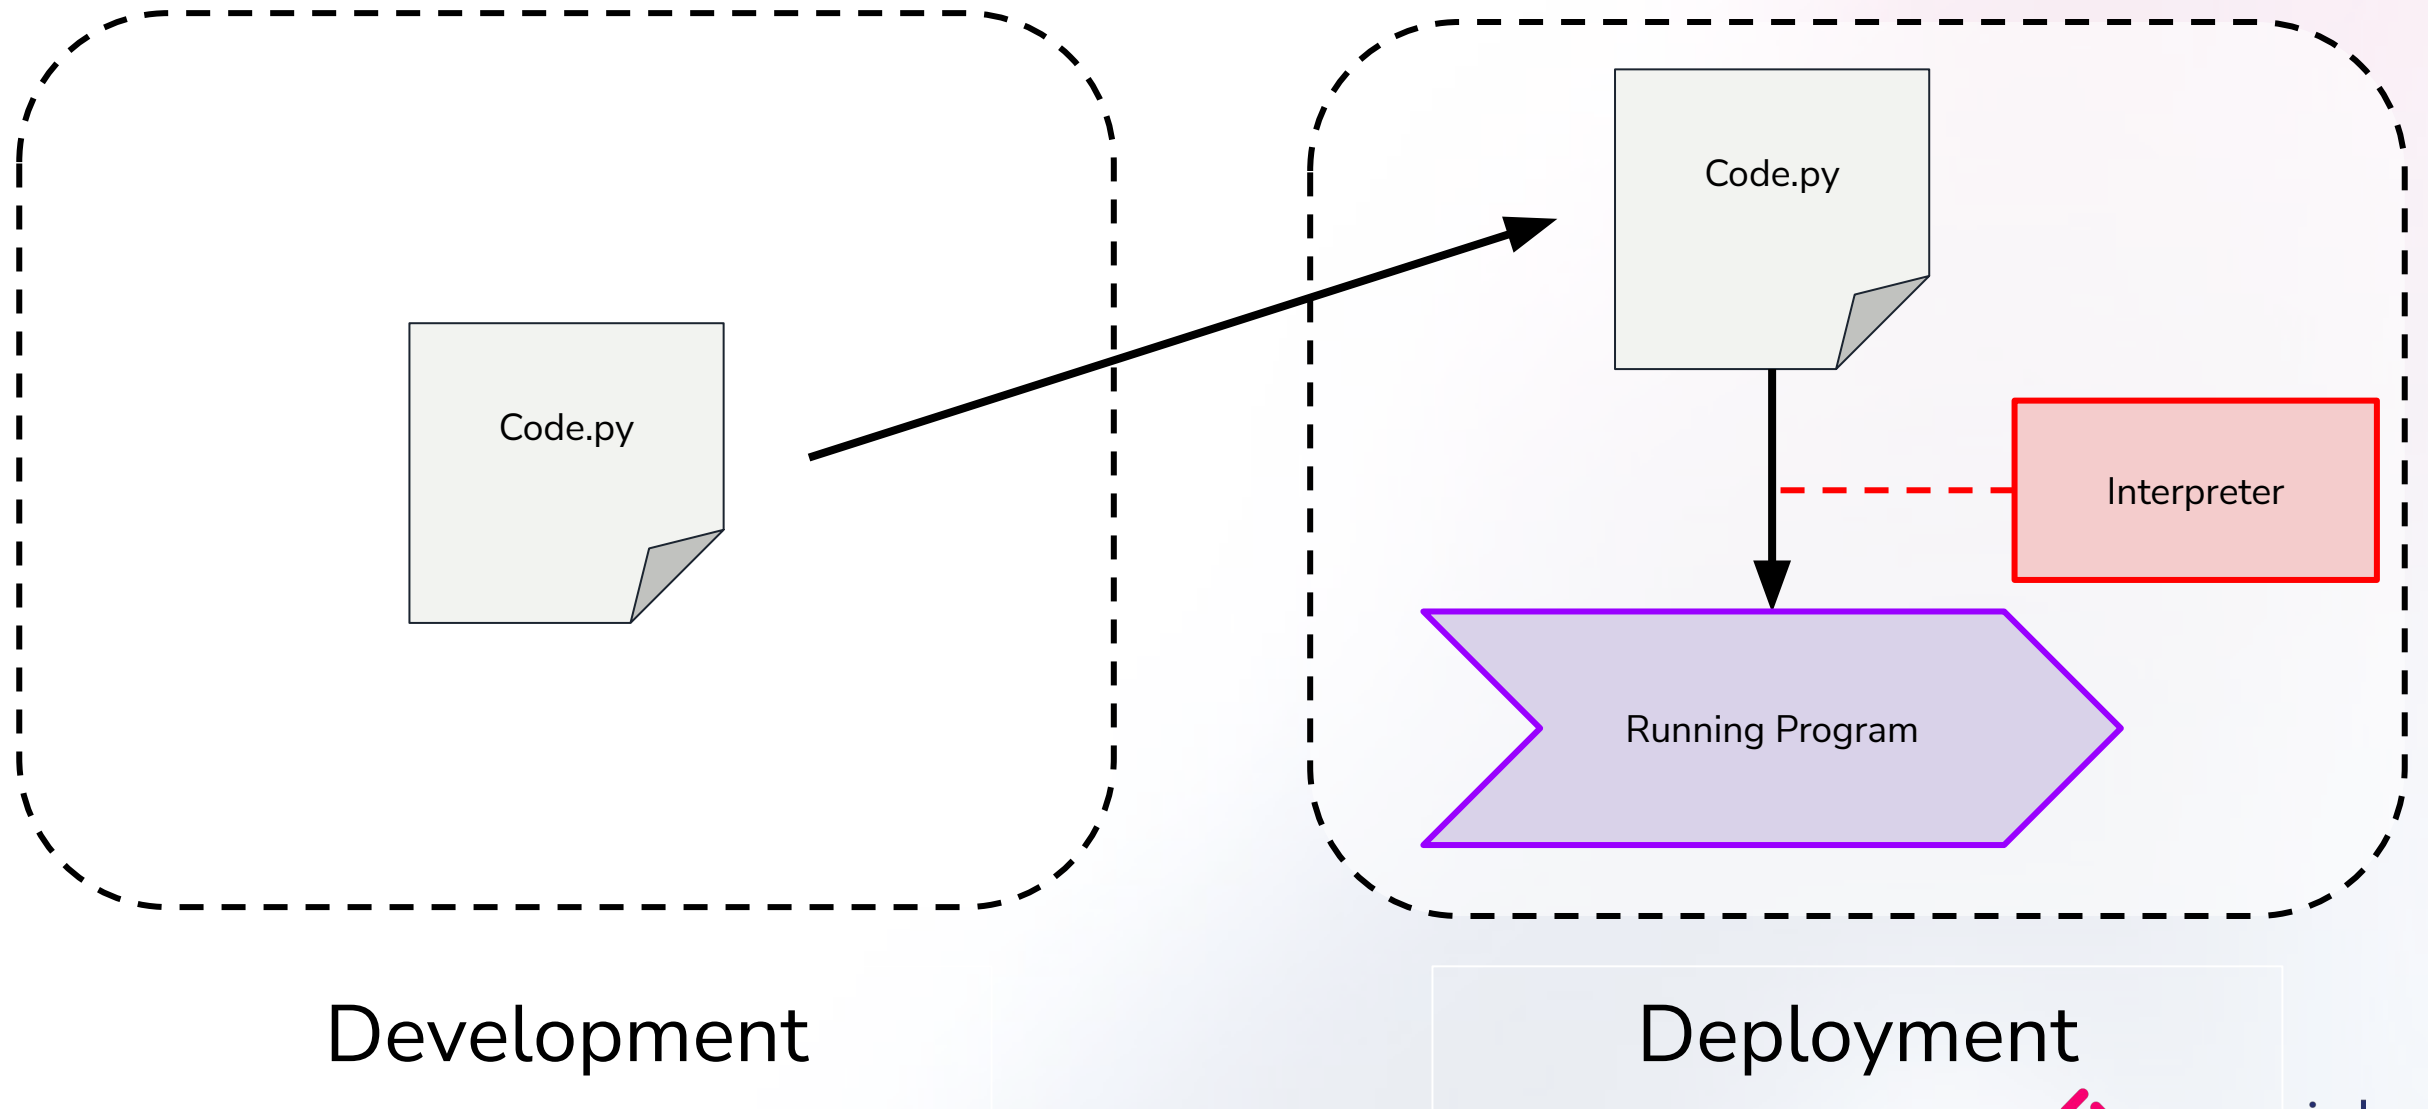 Code.py
Code.py
Interpreter
Running Program
Development
Deployment